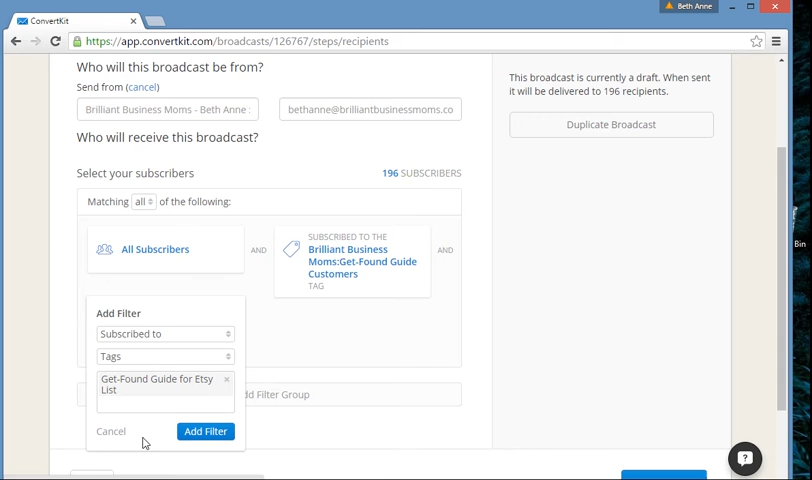 Beth Anne
ConvertKit
https://app.convertkit.com/broadcasts/126767/steps/recipients
Who will this broadcast be from?
Send from (cancel)
Brilliant Business Moms - Beth Anne
bethanne@brilliantbusinessmoms.co
Who will receive this broadcast?
Select your subscribers
196 SUBSCRIBERS
Matching all of the following:
All Subscribers
AND
SUBSCRIBED TO THE
Brilliant Business
Moms:Get-Found Guide
Customers
TAG
AND
Add Filter
Subscribed to
Tags
Get-Found Guide for Etsy
List
Cancel
Add Filter
dd Filter Group
This broadcast is currently a draft. When sent
it will be delivered to 196 recipients.
Duplicate Broadcast
Bin